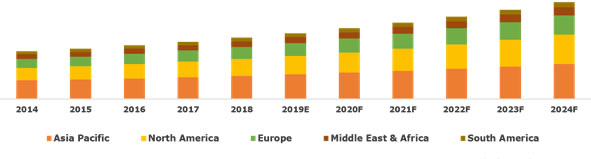 2014 2015 2016 2017 2018 2019E 2020F 2021F 2022F 2023F 2024F
Asia Pacific North America Europe Middle East & Africa South America